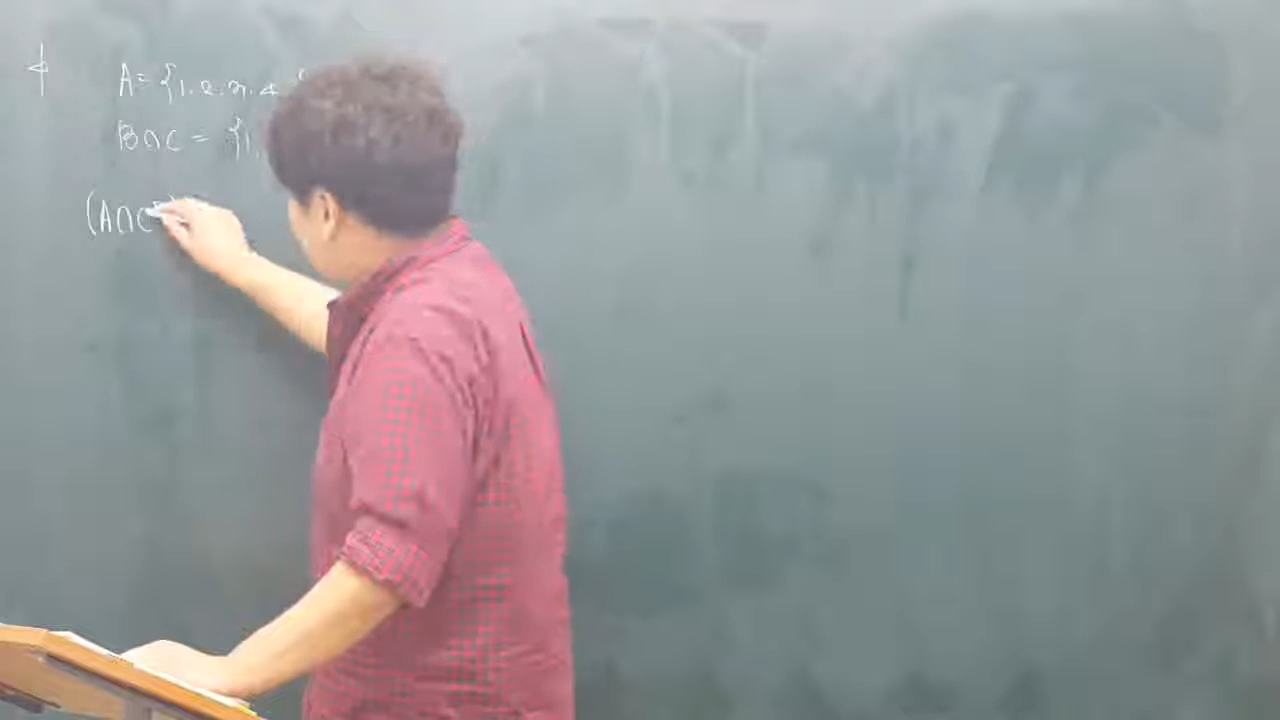 4
A = {1. 2. 3. 4
B∩C = {1,
(A∩C